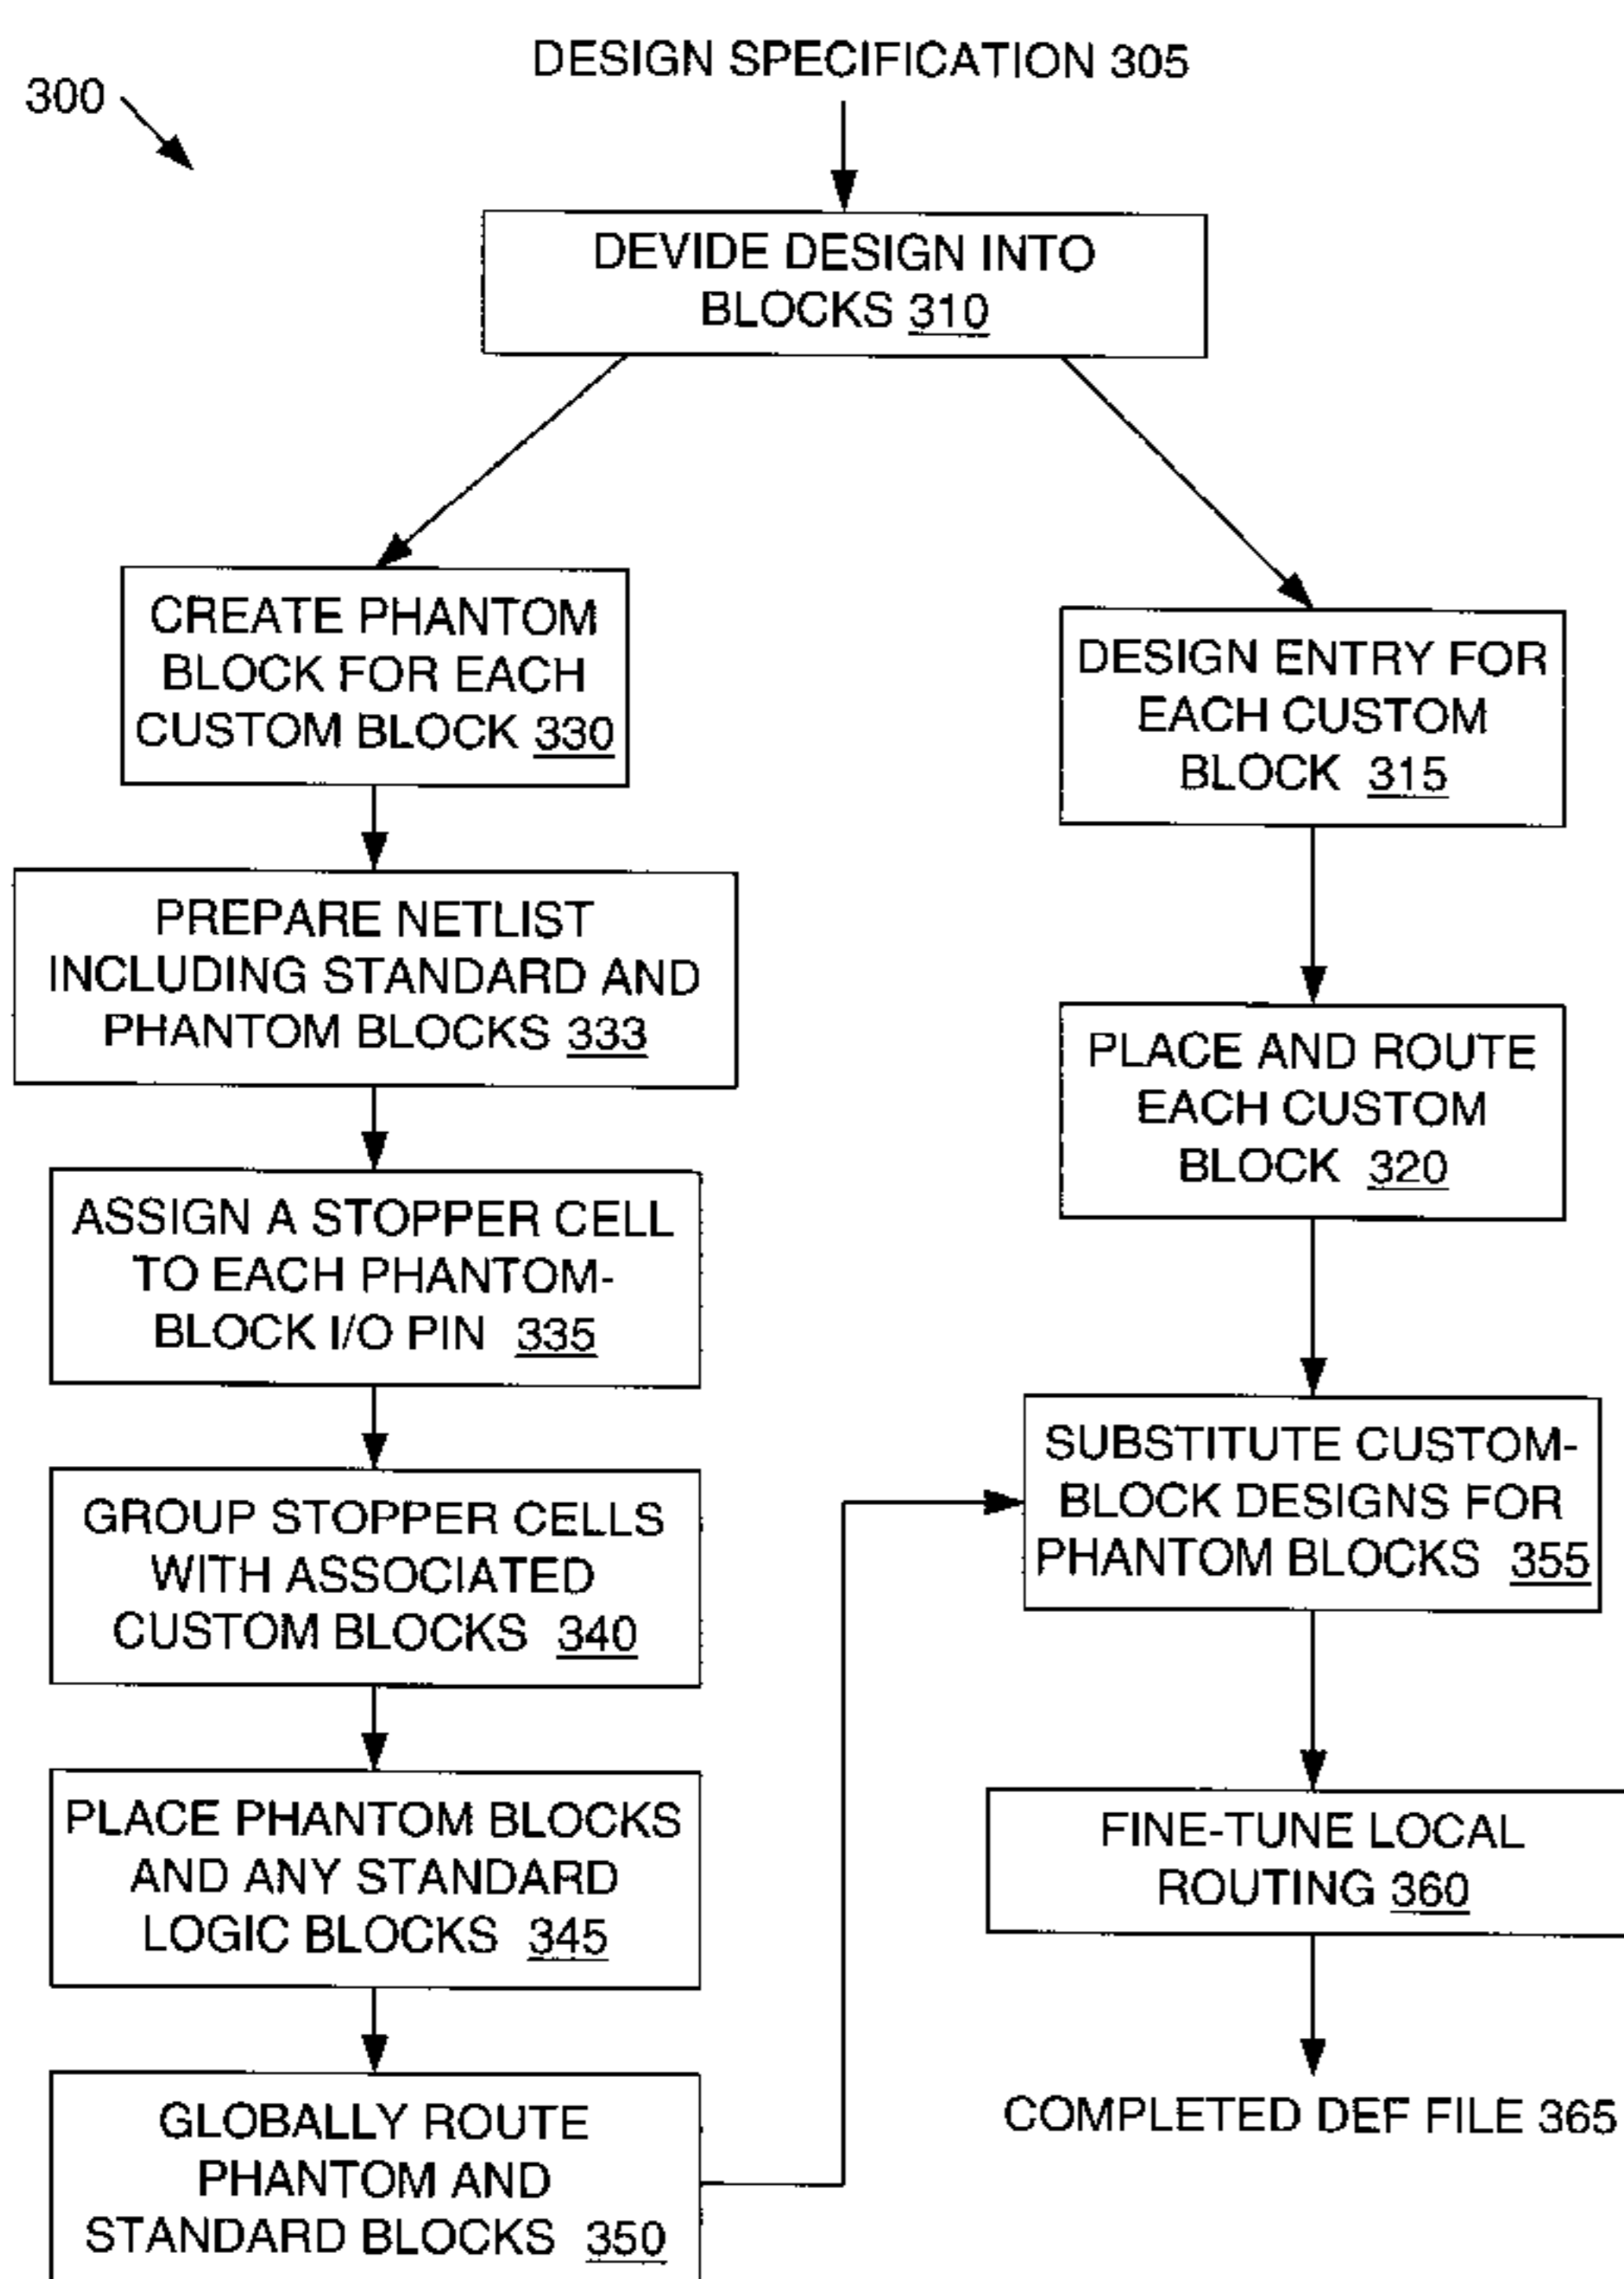 DESIGN SPECIFICATION 305
300
DEVIDE DESIGN INTO
BLOCKS 310
CREATE PHANTOM
BLOCK FOR EACH
CUSTOM BLOCK 330
PREPARE NETLIST
INCLUDING STANDARD AND
PHANTOM BLOCKS 333
ASSIGN A STOPPER CELL
TO EACH PHANTOM-
BLOCK I/O PIN 335
GROUP STOPPER CELLS
WITH ASSOCIATED
CUSTOM BLOCKS 340
PLACE PHANTOM BLOCKS
AND ANY STANDARD
LOGIC BLOCKS 345
GLOBALLY ROUTE
PHANTOM AND
STANDARD BLOCKS 350
DESIGN ENTRY FOR
EACH CUSTOM
BLOCK 315
PLACE AND ROUTE
EACH CUSTOM
BLOCK 320
SUBSTITUTE CUSTOM-
BLOCK DESIGNS FOR
PHANTOM BLOCKS 355
FINE-TUNE LOCAL
ROUTING 360
COMPLETED DEF FILE 365